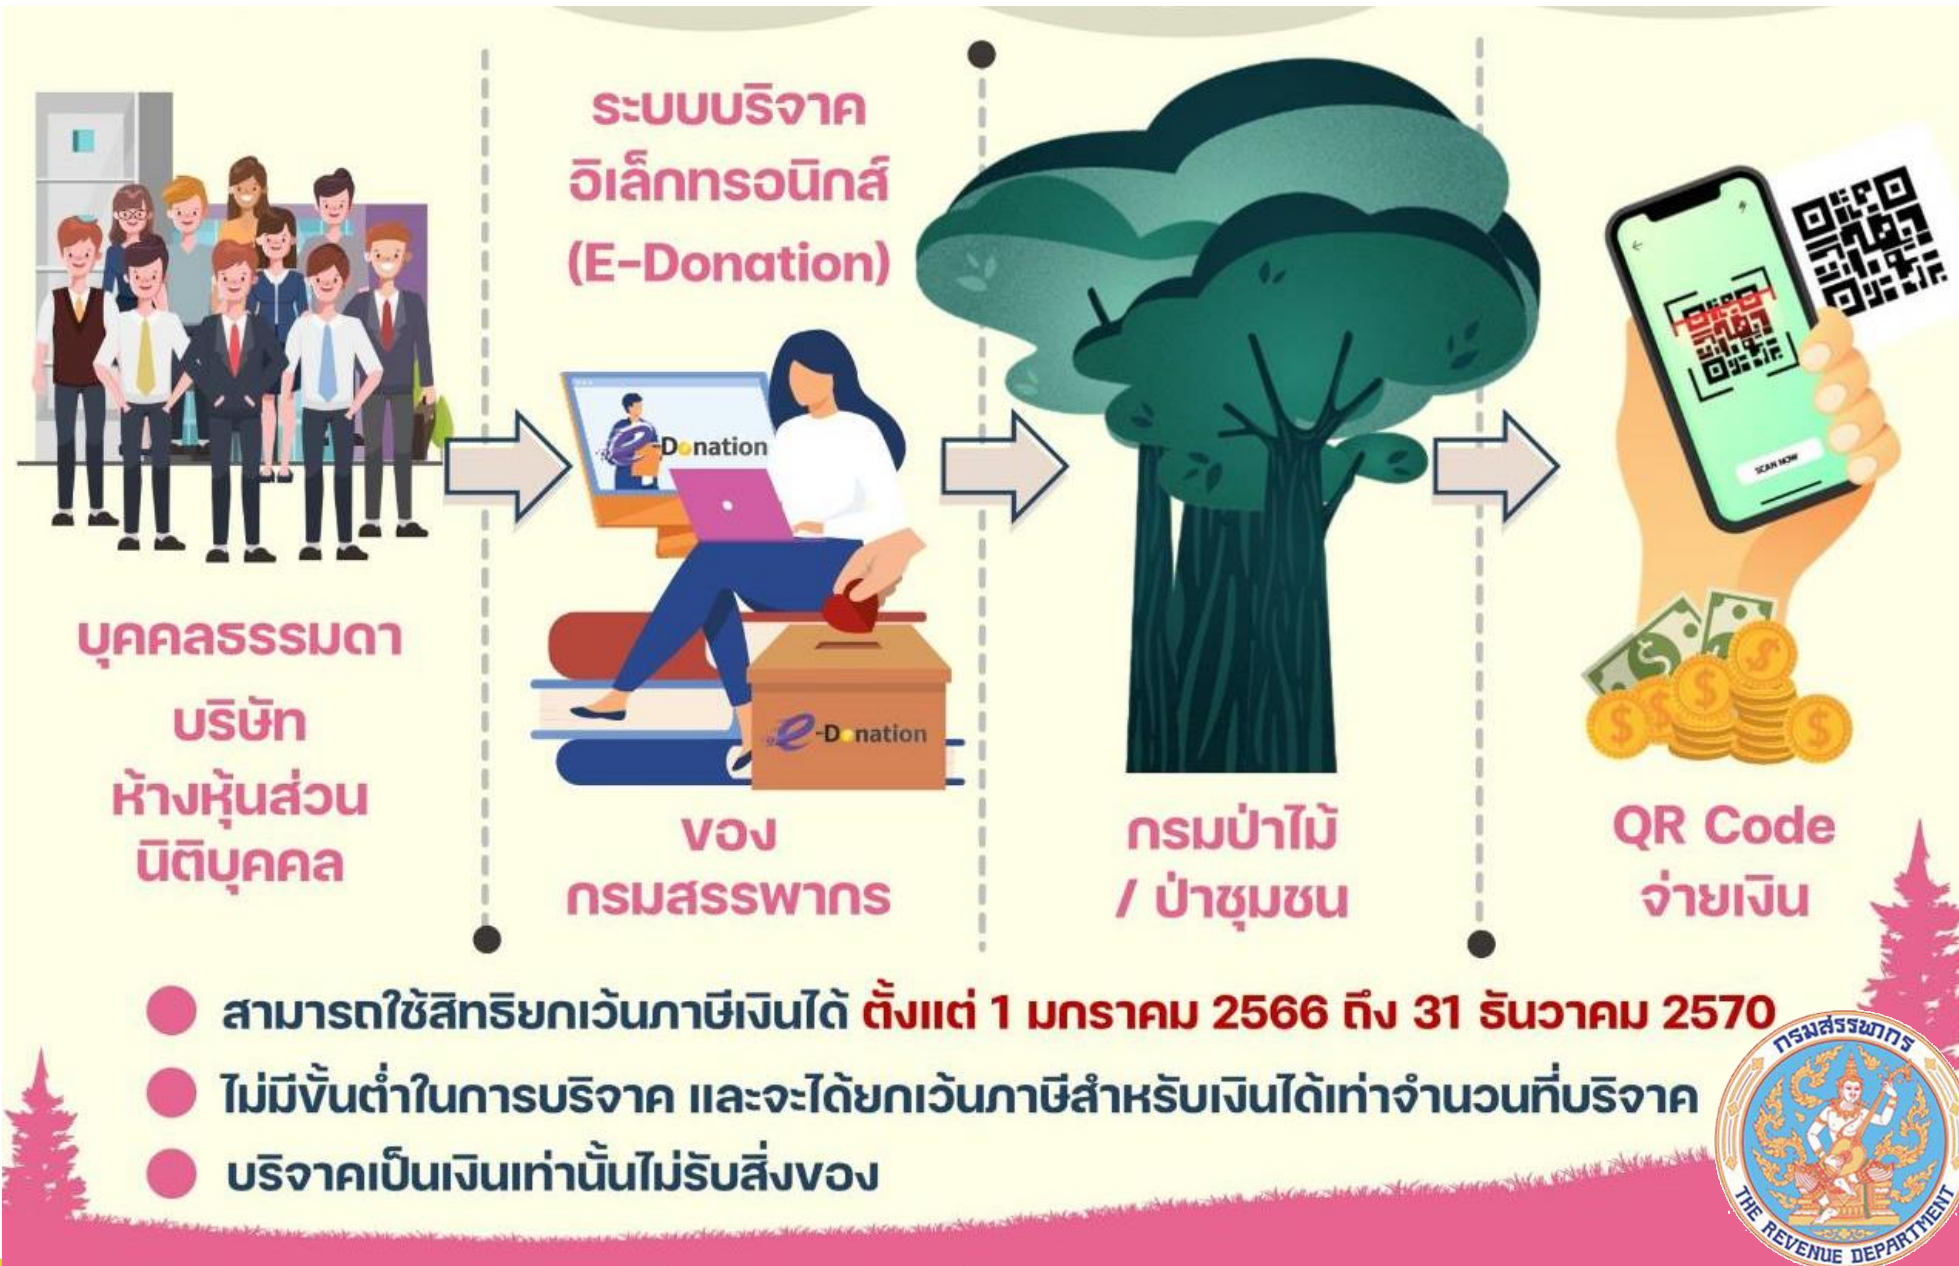 บุคคลธรรมดา
บริษัท
ห้างหุ้นส่วน
นิติบุคคล
ระบบบริจาค
อิเล็กทรอนิกส์
(E-Donation)
e-Donation
e-Donation
ของ
กรมสรรพากร
กรมป่าไม้
/ ป่าชุมชน
SCAN NOW
QR Code
จ่ายเงิน
สามารถใช้สิทธิยกเว้นภาษีเงินได้ ตั้งแต่ 1 มกราคม 2566 ถึง 31 ธันวาคม 2570
ไม่มีขั้นต่ำในการบริจาค และจะได้ยกเว้นภาษีสำหรับเงินได้เท่าจำนวนที่บริจาค
บริจาคเป็นเงินเท่านั้นไม่รับสิ่งของ
กรมสรรพากร
THE REVENUE DEPARTMENT